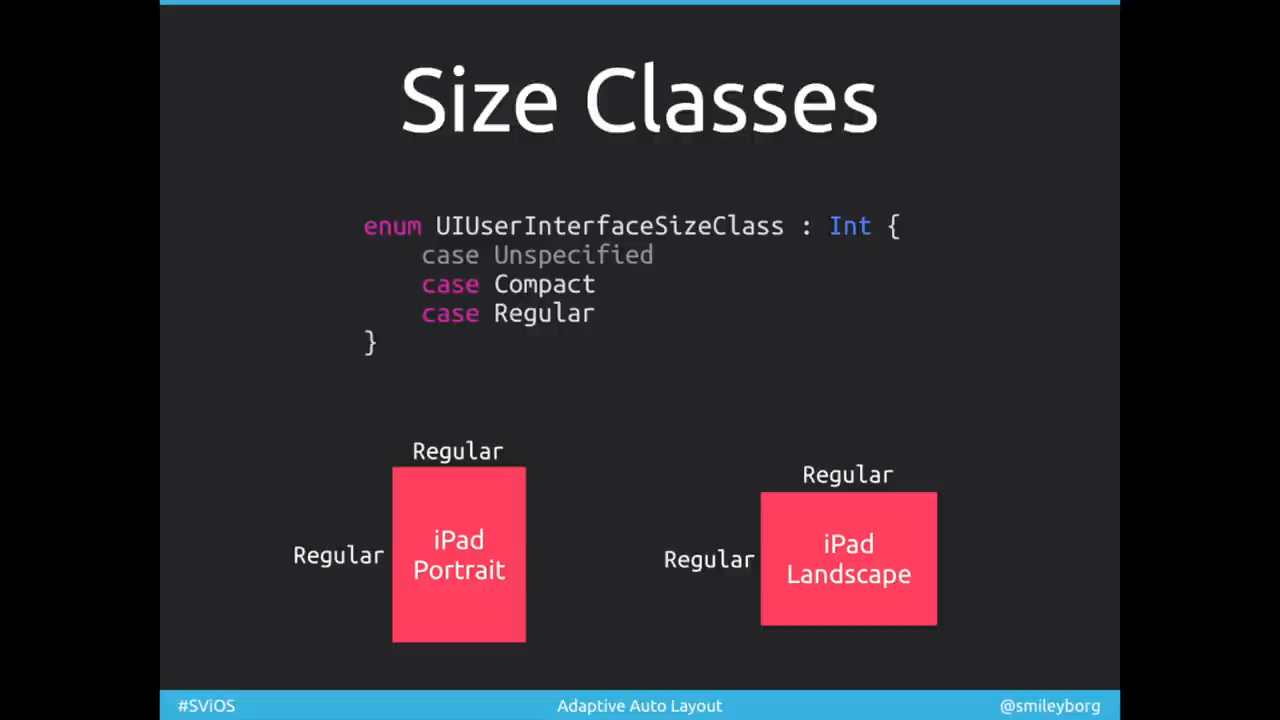 Size Classes
enum UIUserInterfaceSizeClass : Int {
    case Unspecified
    case Compact
    case Regular
}
Regular
Regular
iPad
Portrait
Regular
Regular
iPad
Landscape
#SViOS
Adaptive Auto Layout
@smileyborg